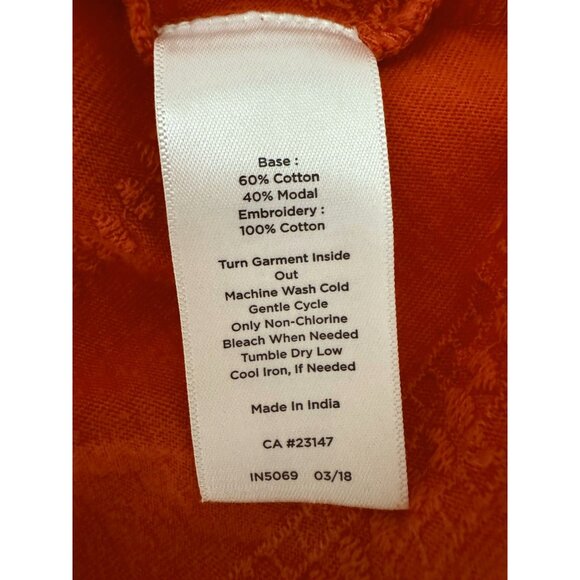 Base :
60% Cotton
40% Modal
Embroidery :
100% Cotton
Turn Garment Inside
Out
Machine Wash Cold
Gentle Cycle
Only Non-Chlorine
Bleach When Needed
Tumble Dry Low
Cool Iron, If Needed
Made In India
CA #23147
IN5069 03/18